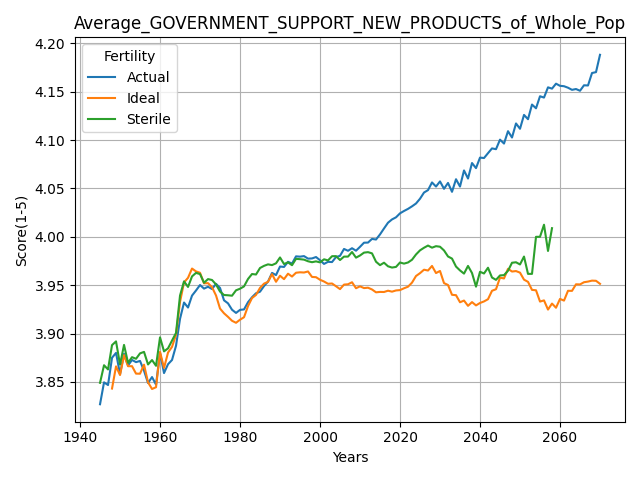 Average_GOVERNMENT_SUPPORT_NEW_PRODUCTS_of_Whole_Pop
Fertility
Actual
Ideal
Sterile
Score(1-5)
4.20
4.15
4.10
4.05
4.00
3.95
3.90
3.85
1940 1960 1980 2000 2020 2040 2060
Years